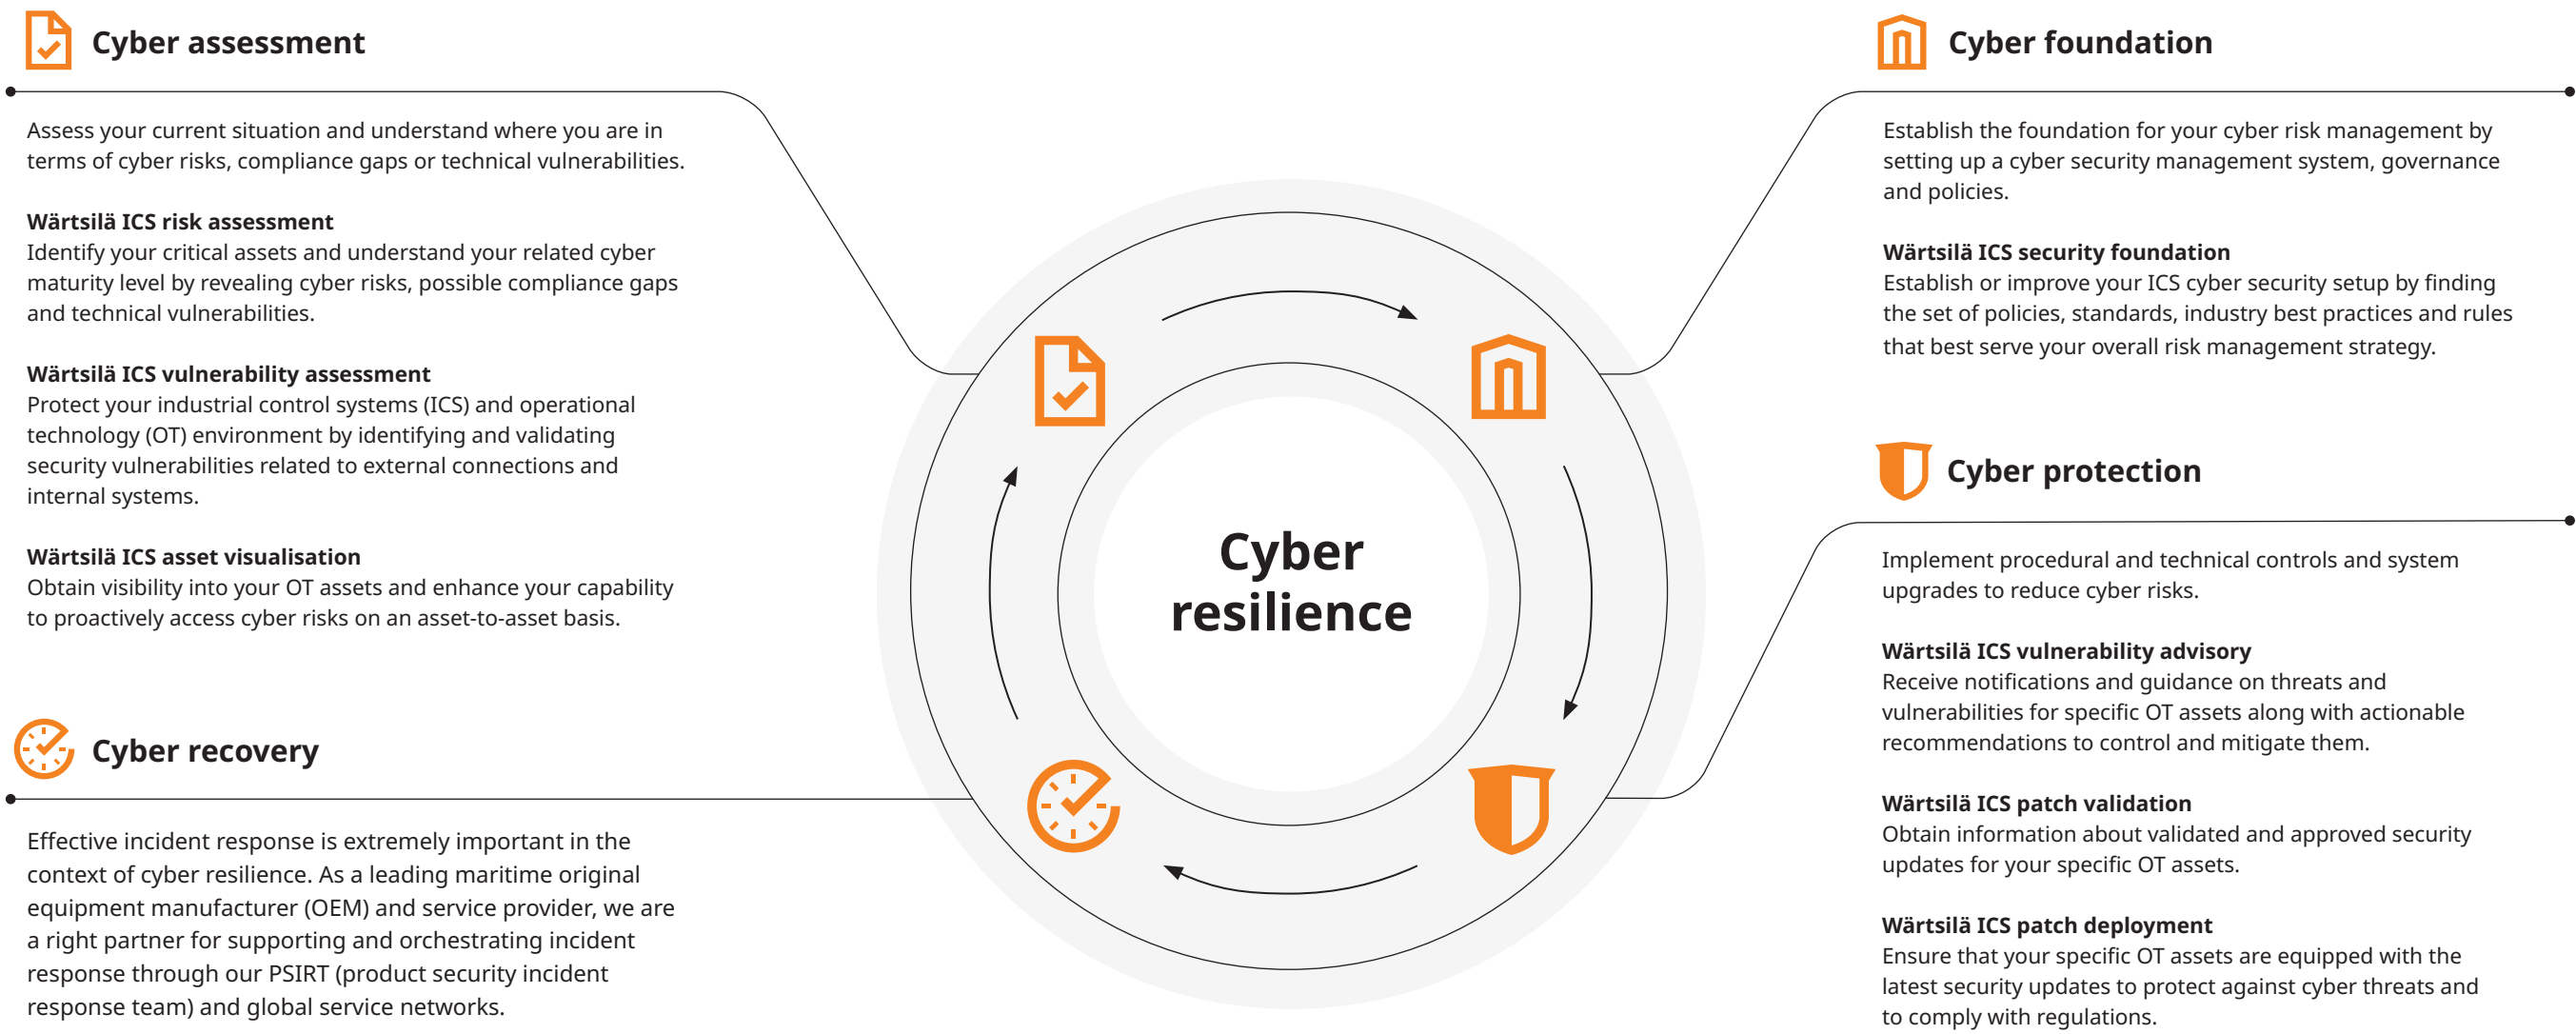 Cyber assessment
Assess your current situation and understand where you are in
terms of cyber risks, compliance gaps or technical vulnerabilities.
Wärtsilä ICS risk assessment
Identify your critical assets and understand your related cyber
maturity level by revealing cyber risks, possible compliance gaps
and technical vulnerabilities.
Wärtsilä ICS vulnerability assessment
Protect your industrial control systems (ICS) and operational
technology (OT) environment by identifying and validating
security vulnerabilities related to external connections and
internal systems.
Wärtsilä ICS asset visualisation
Obtain visibility into your OT assets and enhance your capability
to proactively access cyber risks on an asset-to-asset basis.
Cyber recovery
Effective incident response is extremely important in the
context of cyber resilience. As a leading maritime original
equipment manufacturer (OEM) and service provider, we are
a right partner for supporting and orchestrating incident
response through our PSIRT (product security incident
response team) and global service networks.
Cyber
resilience
Cyber foundation
Establish the foundation for your cyber risk management by
setting up a cyber security management system, governance
and policies.
Wärtsilä ICS security foundation
Establish or improve your ICS cyber security setup by finding
the set of policies, standards, industry best practices and rules
that best serve your overall risk management strategy.
Cyber protection
Implement procedural and technical controls and system
upgrades to reduce cyber risks.
Wärtsilä ICS vulnerability advisory
Receive notifications and guidance on threats and
vulnerabilities for specific OT assets along with actionable
recommendations to control and mitigate them.
Wärtsilä ICS patch validation
Obtain information about validated and approved security
updates for your specific OT assets.
Wärtsilä ICS patch deployment
Ensure that your specific OT assets are equipped with the
latest security updates to protect against cyber threats and
to comply with regulations.